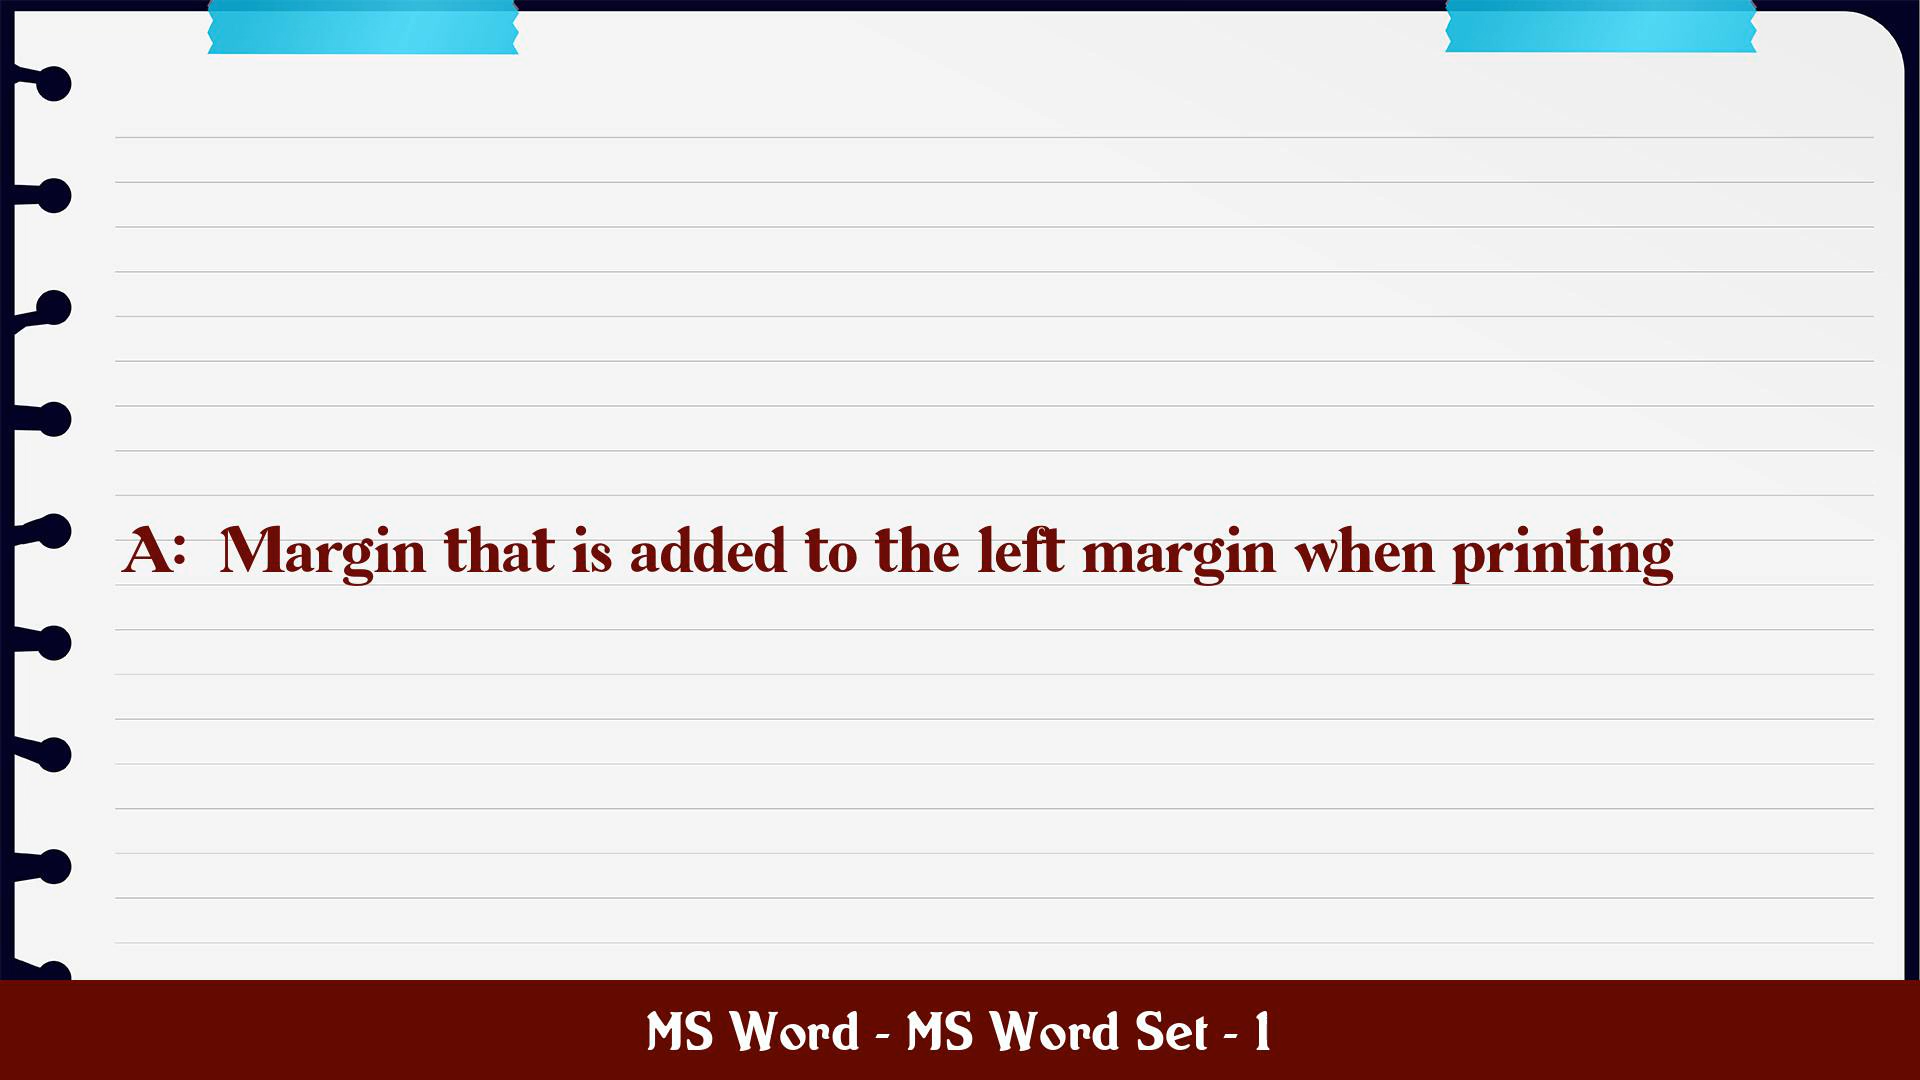 A: Margin that is added to the left margin when printing
MS Word - MS Word Set - 1